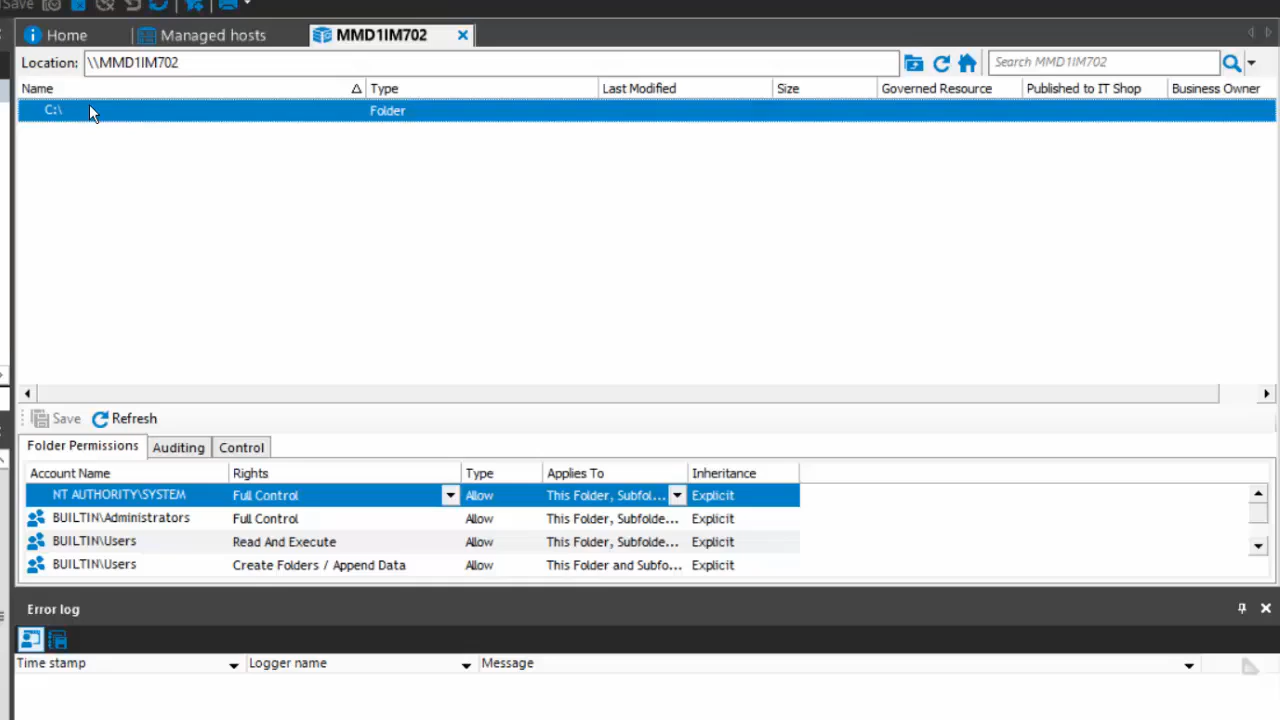 Save
Home
Managed hosts
MMD1IM702
Location: \\MMD1IM702
Search MMD1IM702
Name Type Last Modified Size Governed Resource Published to IT Shop Business Owner
C:\ Folder
Save Refresh
Folder Permissions Auditing Control
Account Name Rights Type Applies To Inheritance
NT AUTHORITY\SYSTEM Full Control Allow This Folder, Subfol... Explicit
BUILTIN\Administrators Full Control Allow This Folder, Subfolde... Explicit
BUILTIN\Users Read And Execute Allow This Folder, Subfolde... Explicit
BUILTIN\Users Create Folders / Append Data Allow This Folder and Subfo... Explicit
Error log
Time stamp Logger name Message